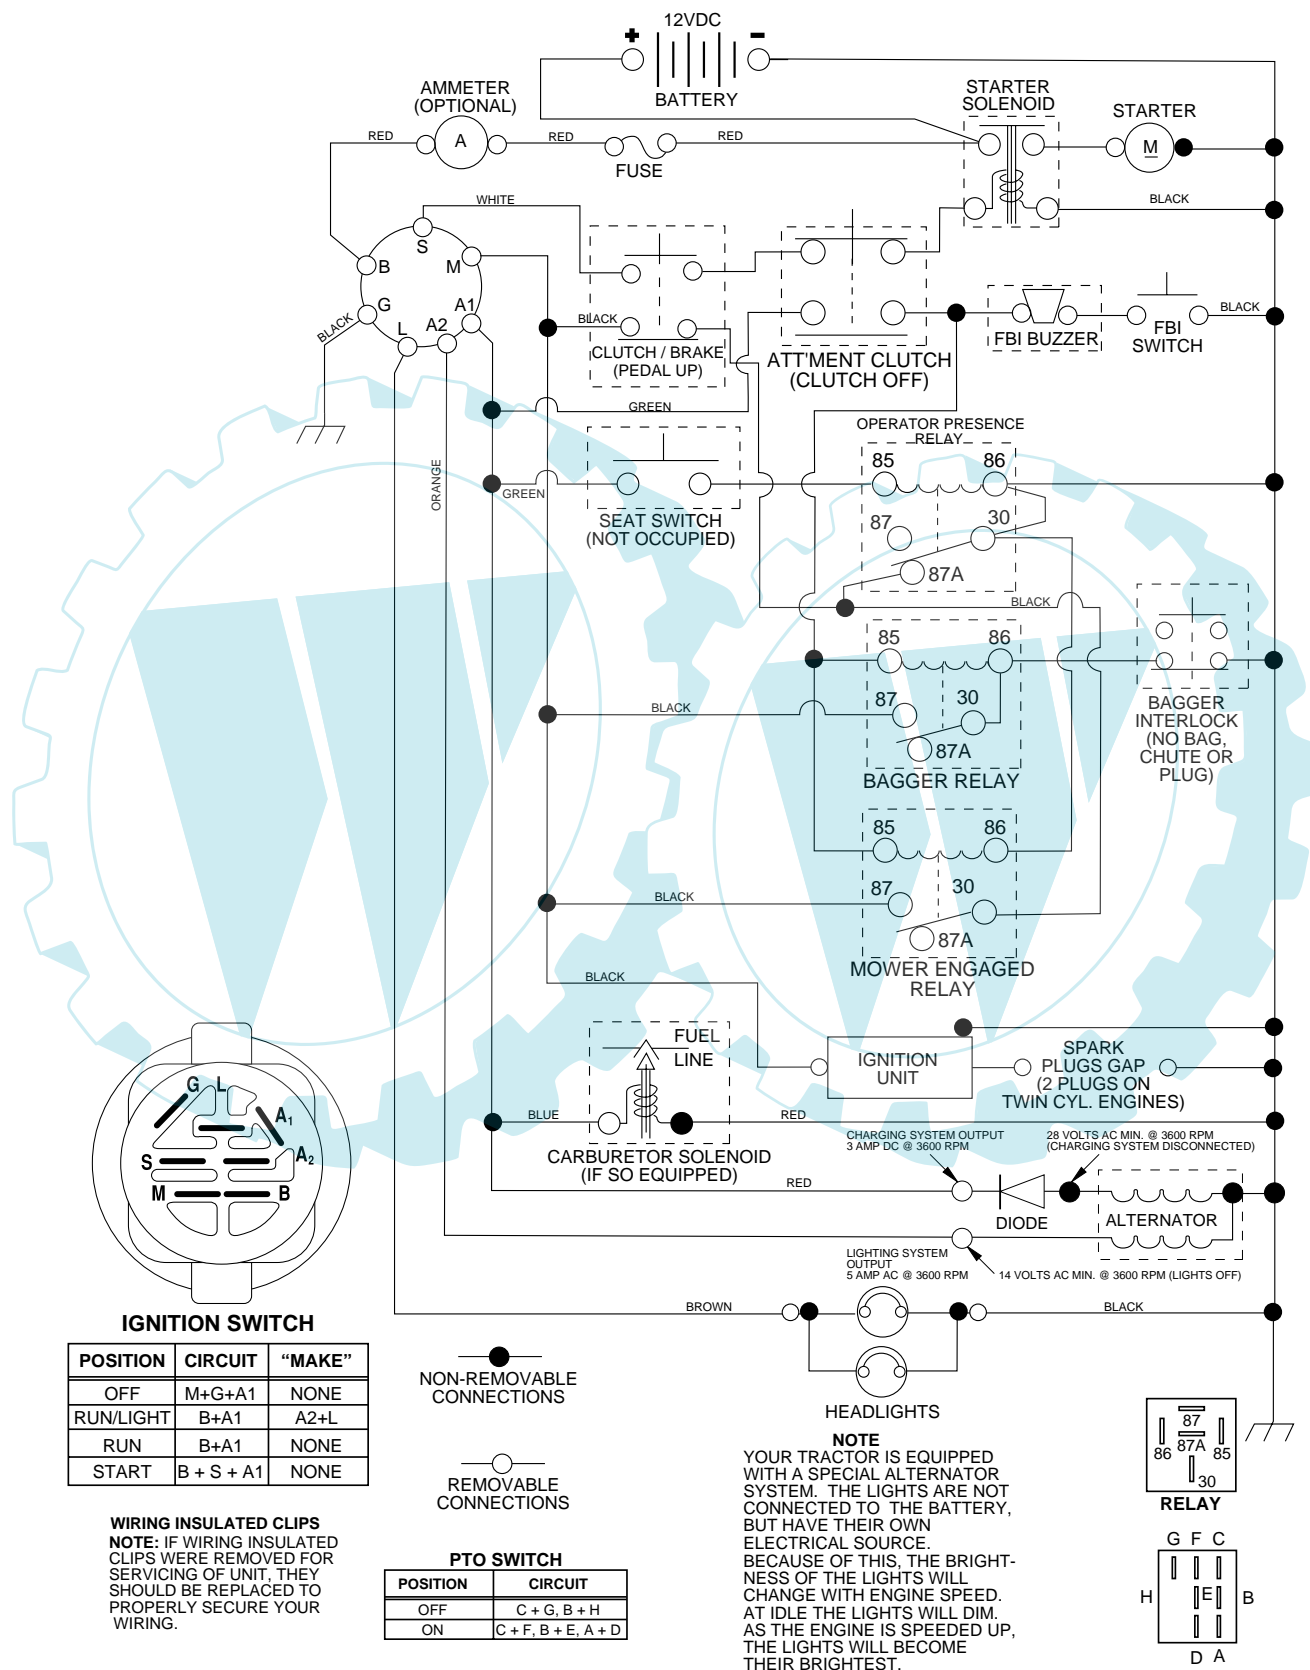 12VDC
+
-
BATTERY
AMMETER
(OPTIONAL)
A
RED
RED
RED
FUSE
STARTER
SOLENOID
STARTER
M
BLACK
WHITE
S
B
M
G
A1
L
A2
BLACK
BLACK
CLUTCH / BRAKE
(PEDAL UP)
ATT'MENT CLUTCH
(CLUTCH OFF)
FBI BUZZER
FBI
SWITCH
BLACK
GREEN
ORANGE
GREEN
SEAT SWITCH
(NOT OCCUPIED)
OPERATOR PRESENCE
RELAY
85
86
87
30
87A
BLACK
85
86
87
30
87A
BLACK
BAGGER RELAY
BAGGER
INTERLOCK
(NO BAG,
CHUTE OR
PLUG)
85
86
87
30
87A
BLACK
MOWER ENGAGED
RELAY
BLACK
FUEL
LINE
BLUE
CARBURETOR SOLENOID
(IF SO EQUIPPED)
IGNITION
UNIT
SPARK
PLUGS GAP
(2 PLUGS ON
TWIN CYL. ENGINES)
RED
CHARGING SYSTEM OUTPUT
3 AMP DC @ 3600 RPM
28 VOLTS AC MIN. @ 3600 RPM
(CHARGING SYSTEM DISCONNECTED)
RED
DIODE
ALTERNATOR
LIGHTING SYSTEM
OUTPUT
5 AMP AC @ 3600 RPM
14 VOLTS AC MIN. @ 3600 RPM (LIGHTS OFF)
BROWN
BLACK
HEADLIGHTS
G L
A1
A2
S
M
B
IGNITION SWITCH
POSITION CIRCUIT “MAKE”
OFF M+G+A1 NONE
RUN/LIGHT B+A1 A2+L
RUN B+A1 NONE
START B + S + A1 NONE
NON-REMOVABLE
CONNECTIONS
REMOVABLE
CONNECTIONS
WIRING INSULATED CLIPS
NOTE: IF WIRING INSULATED
CLIPS WERE REMOVED FOR
SERVICING OF UNIT, THEY
SHOULD BE REPLACED TO
PROPERLY SECURE YOUR
WIRING.
PTO SWITCH
POSITION CIRCUIT
OFF C + G, B + H
ON C + F, B + E, A + D
NOTE
YOUR TRACTOR IS EQUIPPED
WITH A SPECIAL ALTERNATOR
SYSTEM. THE LIGHTS ARE NOT
CONNECTED TO THE BATTERY,
BUT HAVE THEIR OWN
ELECTRICAL SOURCE.
BECAUSE OF THIS, THE BRIGHT-
NESS OF THE LIGHTS WILL
CHANGE WITH ENGINE SPEED.
AT IDLE THE LIGHTS WILL DIM.
AS THE ENGINE IS SPEEDED UP,
THE LIGHTS WILL BECOME
THEIR BRIGHTEST.
87
86 87A 85
30
RELAY
G F C
H E B
D A